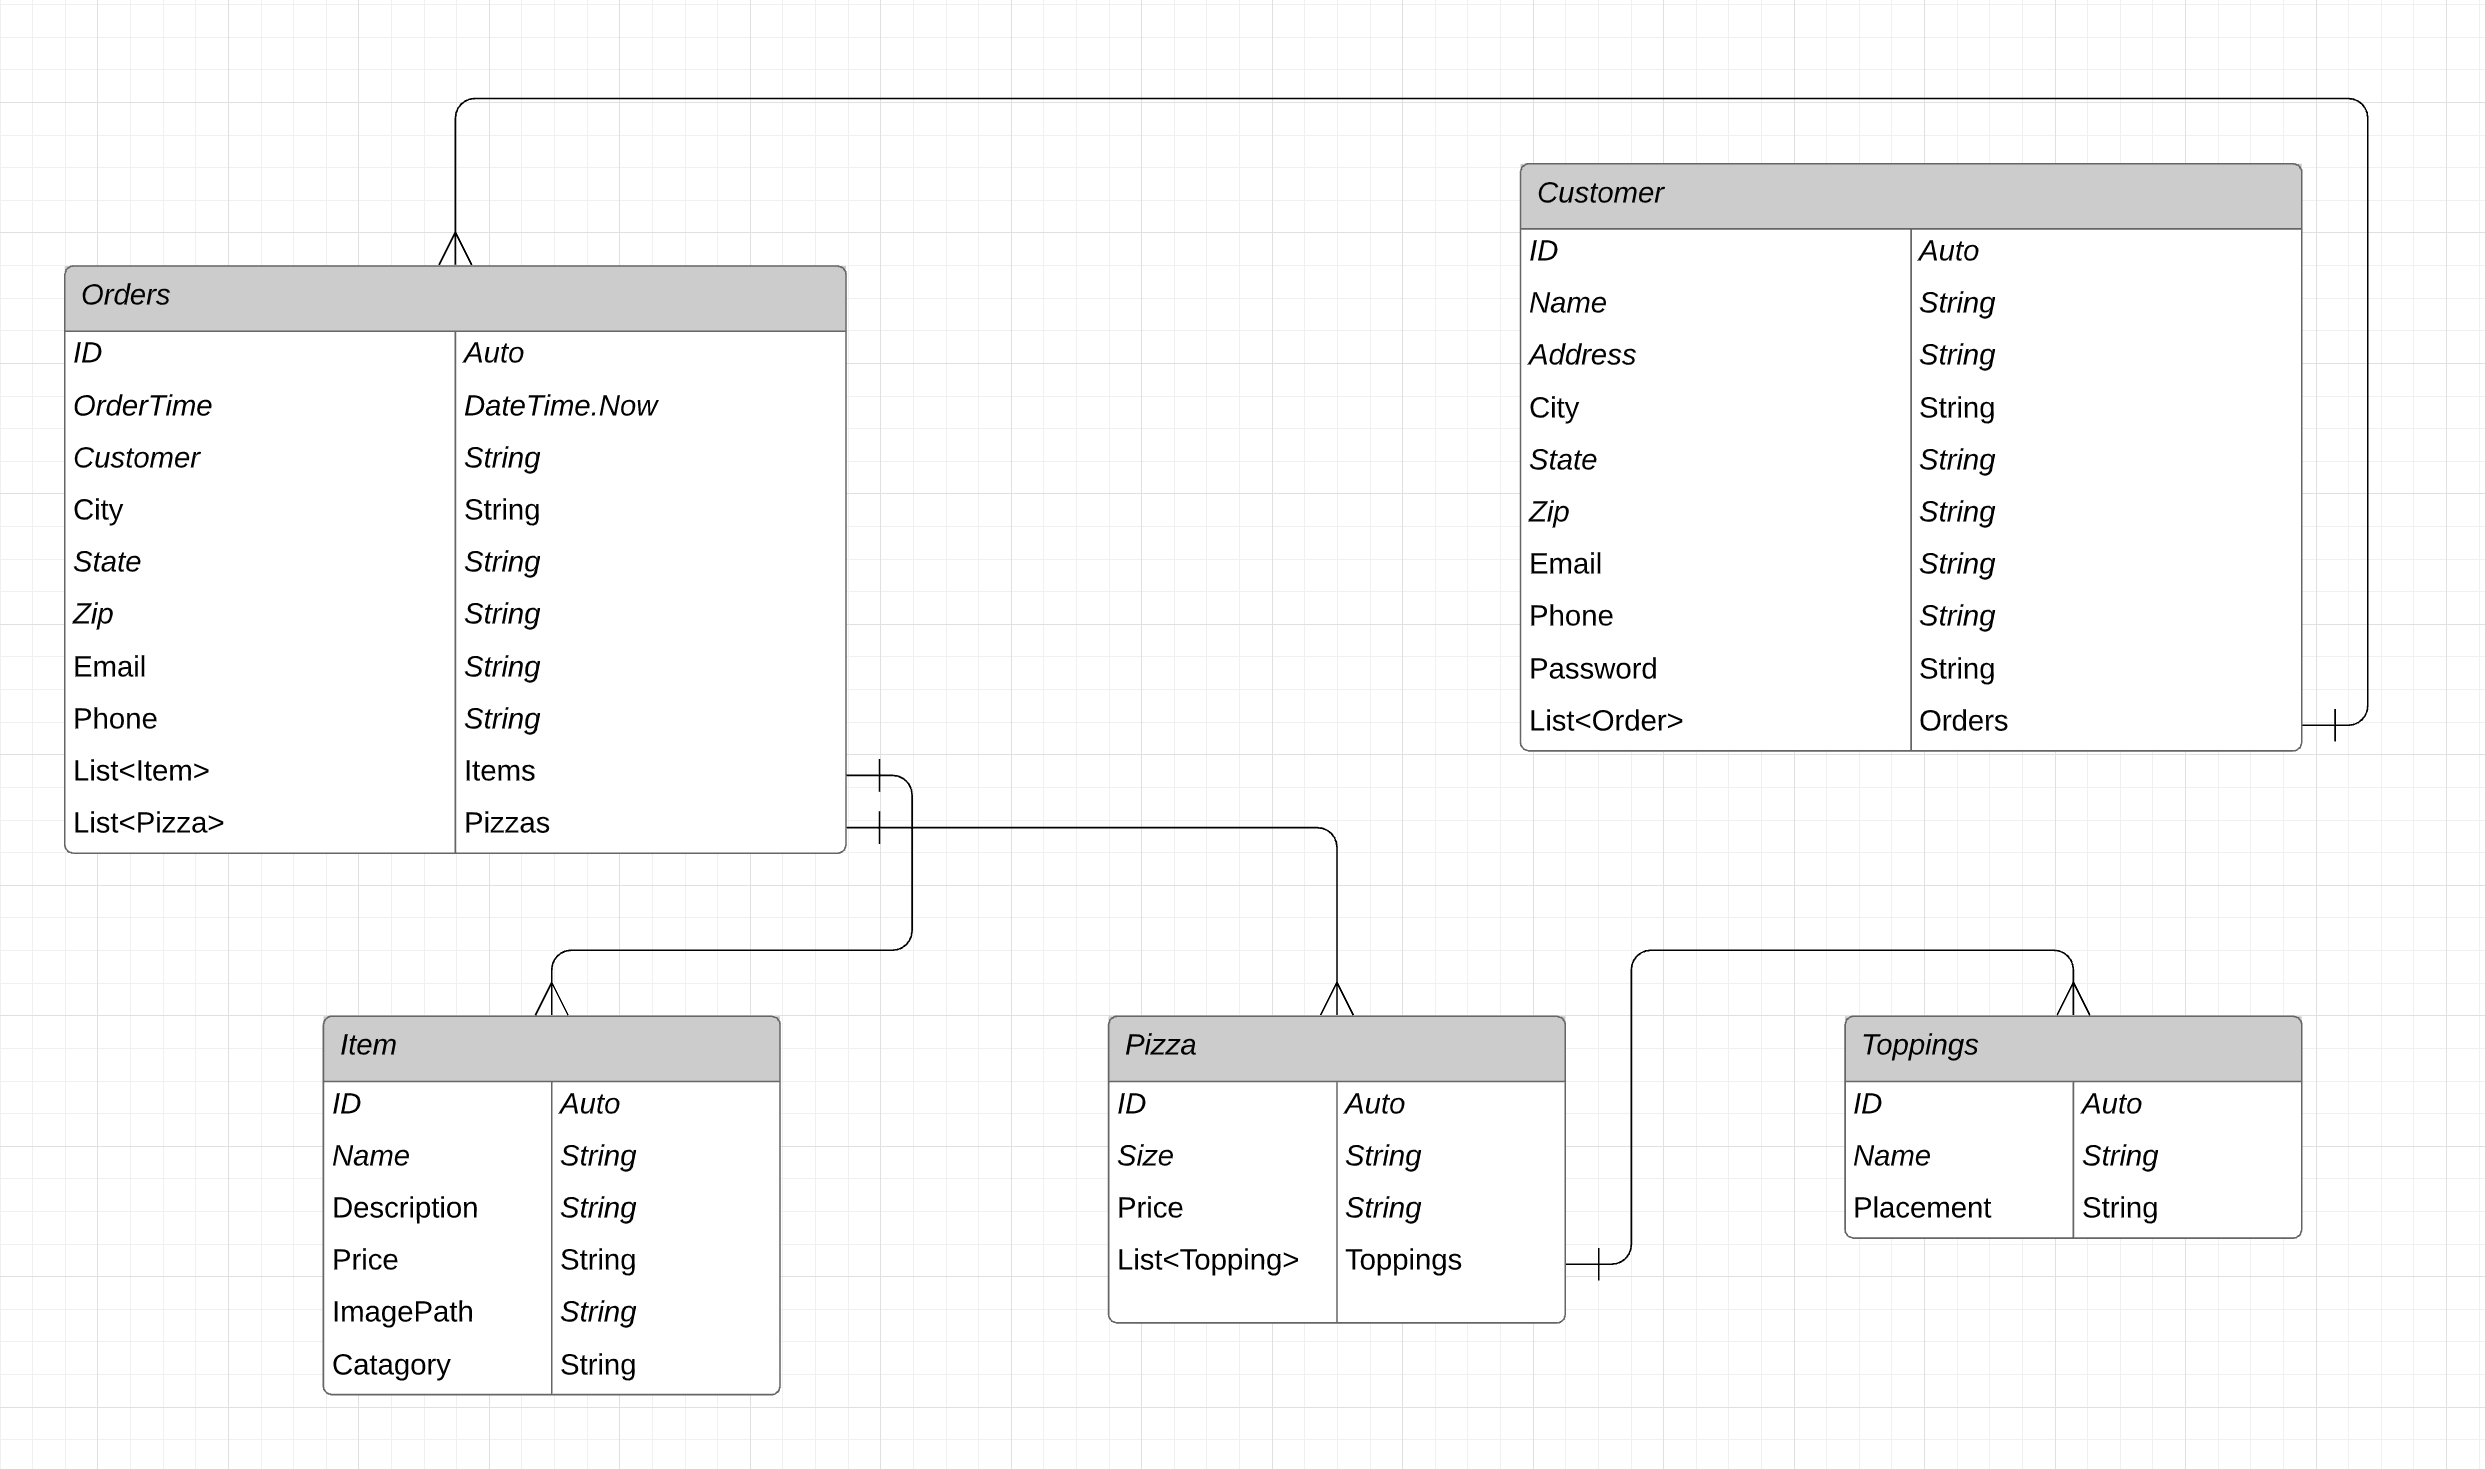 Customer
ID Auto
Name String
Address String
City String
State String
Zip String
Email String
Phone String
Password String
List<Order> Orders
Orders
ID Auto
OrderTime DateTime.Now
Customer String
City String
State String
Zip String
Email String
Phone String
List<Item> Items
List<Pizza> Pizzas
Item
ID Auto
Name String
Description String
Price String
ImagePath String
Catagory String
Pizza
ID Auto
Size String
Price String
List<Topping> Toppings
Toppings
ID Auto
Name String
Placement String